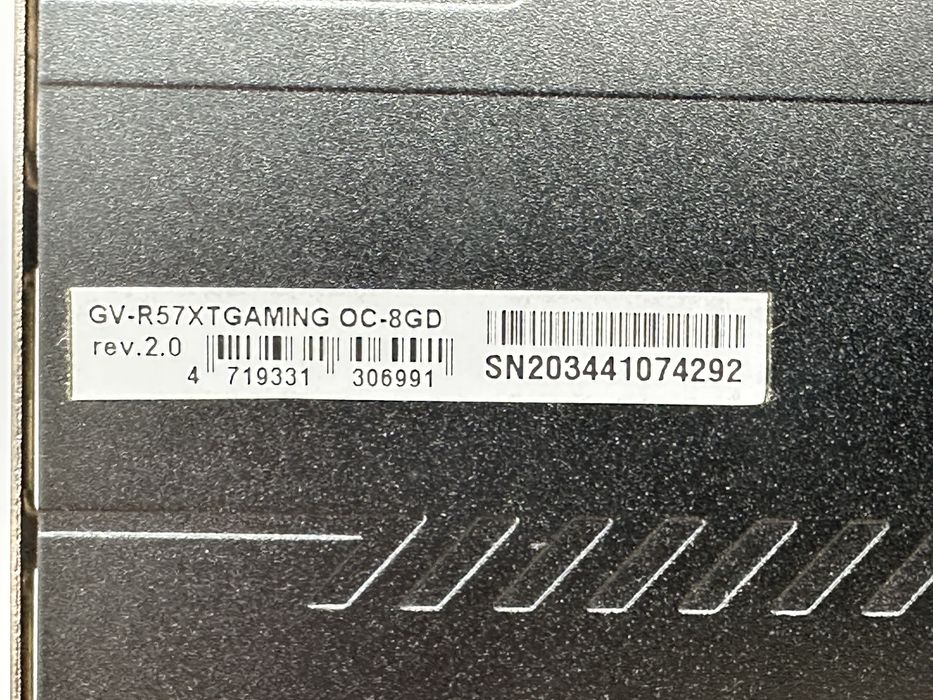 GV-R57XTGAMING OC-8GD
rev.2.0
4 719331 306991
SN203441074292